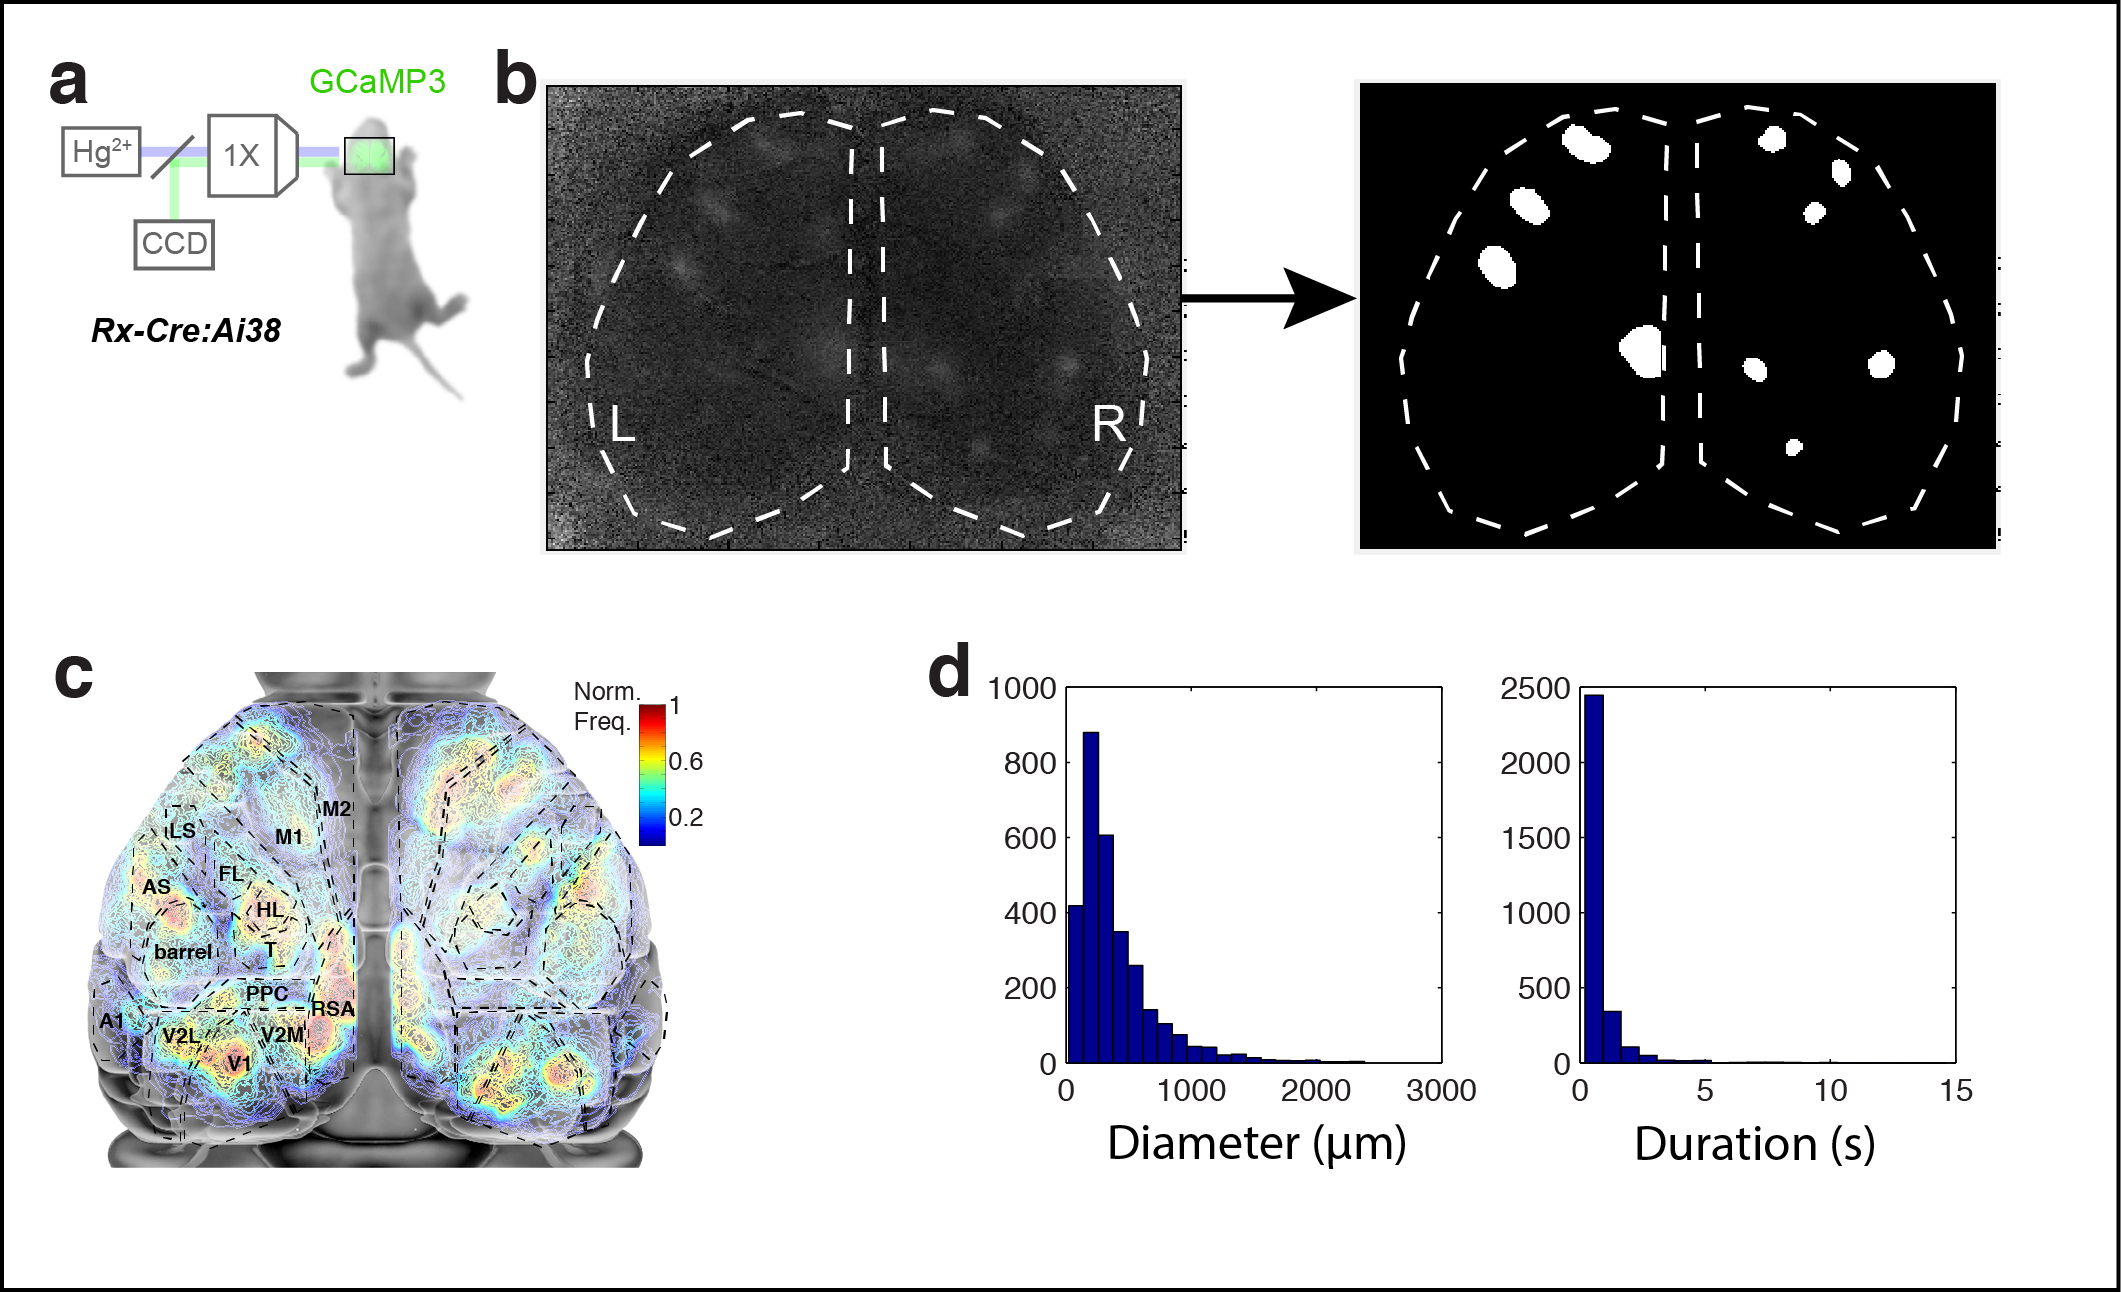 a
GCaMP3
Hg2+
1X
CCD
Rx-Cre:Ai38
b
L
R
c
Norm.
Freq.
1
0.6
0.2
M2
LS
M1
FL
AS
HL
barrel
T
PPC
RSA
A1
V2L
V2M
V1
d
1000
800
600
400
200
0
0 1000 2000 3000
Diameter (µm)
2500
2000
1500
1000
500
0
0 5 10 15
Duration (s)